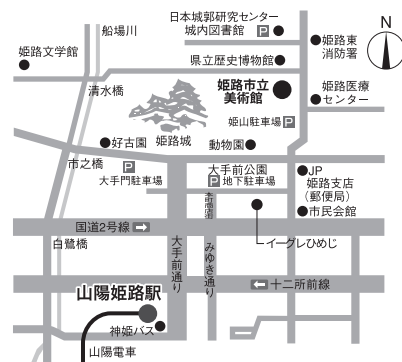 日本城郭研究センター
城内図書館 P
船場川
N
姫路文学館
姫路東
消防署
県立歴史博物館
清水橋
姫路市立
美術館
姫路医療
センター
姫山駐車場 P
姫路城
好古園
動物園
市之橋
P
大手門駐車場
大手前公園
P 地下駐車場
JP
姫路支店
(郵便局)
市民会館
国道2号線
イーグレひめじ
白鷺橋
大手前通り
みゆき通り
十二所前線
山陽姫路駅
神姫バス
山陽電車